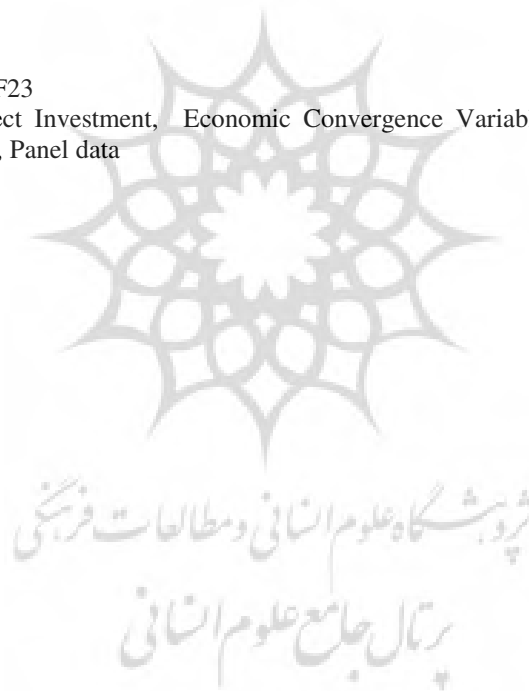 F23
ect Investment, Economic Convergence Variab
, Panel data
پژوهشگاه علوم انسانی و مطالعات فرهنگی
پرتال جامع علوم انسانی